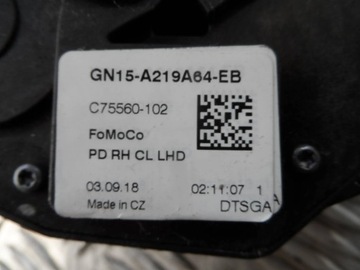 GN15-A219A64-EB
C75560-102
FoMoCo
PD RH CL LHD
03.09.18 02:11:07 1
Made in CZ DTSGAA